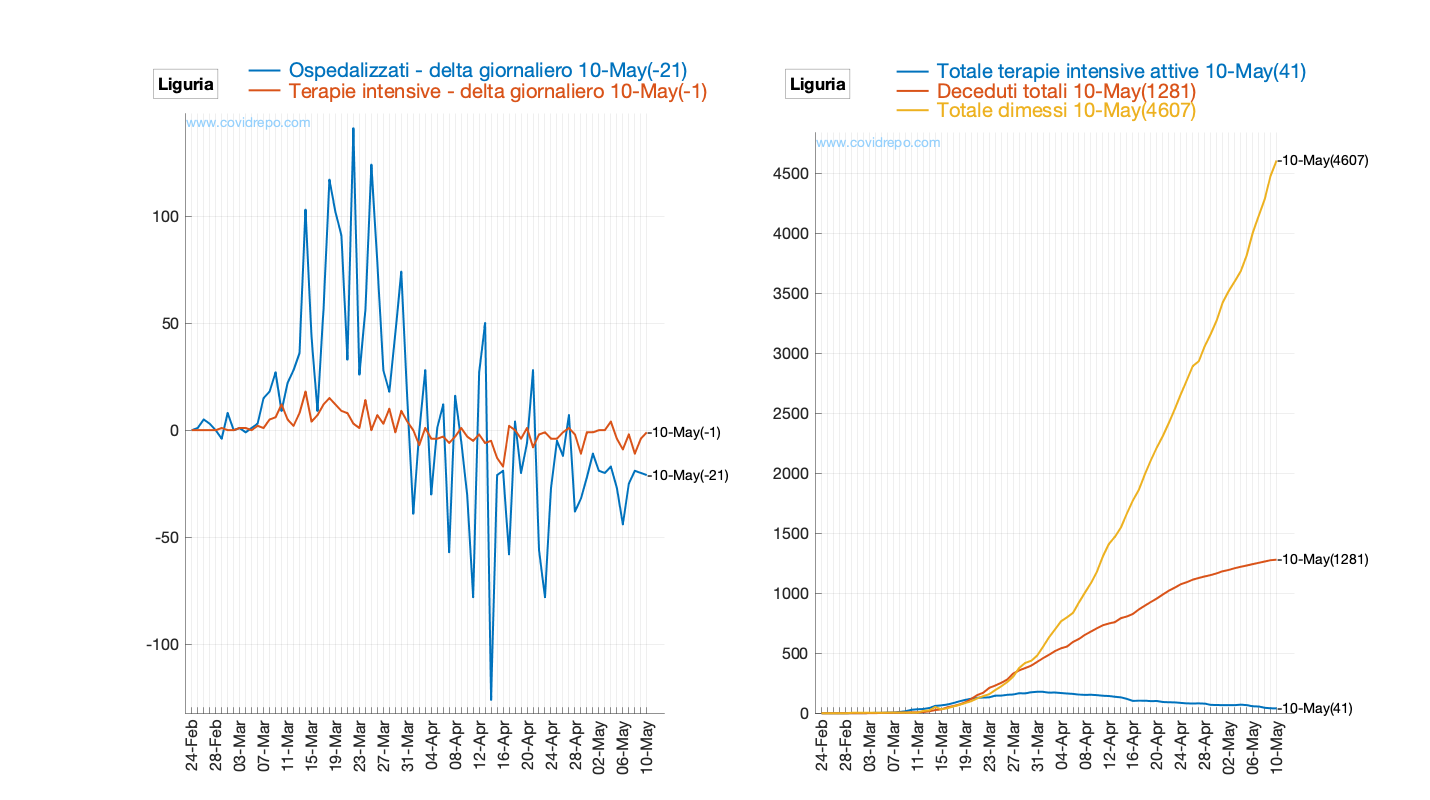 Liguria
Ospedalizzati - delta giornaliero 10-May(-21)
Terapie intensive - delta giornaliero 10-May(-1)
www.covidrepo.com
100
50
0
-50
-100
-10-May(-1)
-10-May(-21)
24-Feb
28-Feb
03-Mar
07-Mar
11-Mar
15-Mar
19-Mar
23-Mar
27-Mar
31-Mar
04-Apr
08-Apr
12-Apr
16-Apr
20-Apr
24-Apr
28-Apr
02-May
06-May
10-May
Liguria
Totale terapie intensive attive 10-May(41)
Deceduti totali 10-May(1281)
Totale dimessi 10-May(4607)
www.covidrepo.com
4500
4000
3500
3000
2500
2000
1500
1000
500
0
-10-May(4607)
-10-May(1281)
-10-May(41)
24-Feb
28-Feb
03-Mar
07-Mar
11-Mar
15-Mar
19-Mar
23-Mar
27-Mar
31-Mar
04-Apr
08-Apr
12-Apr
16-Apr
20-Apr
24-Apr
28-Apr
02-May
06-May
10-May